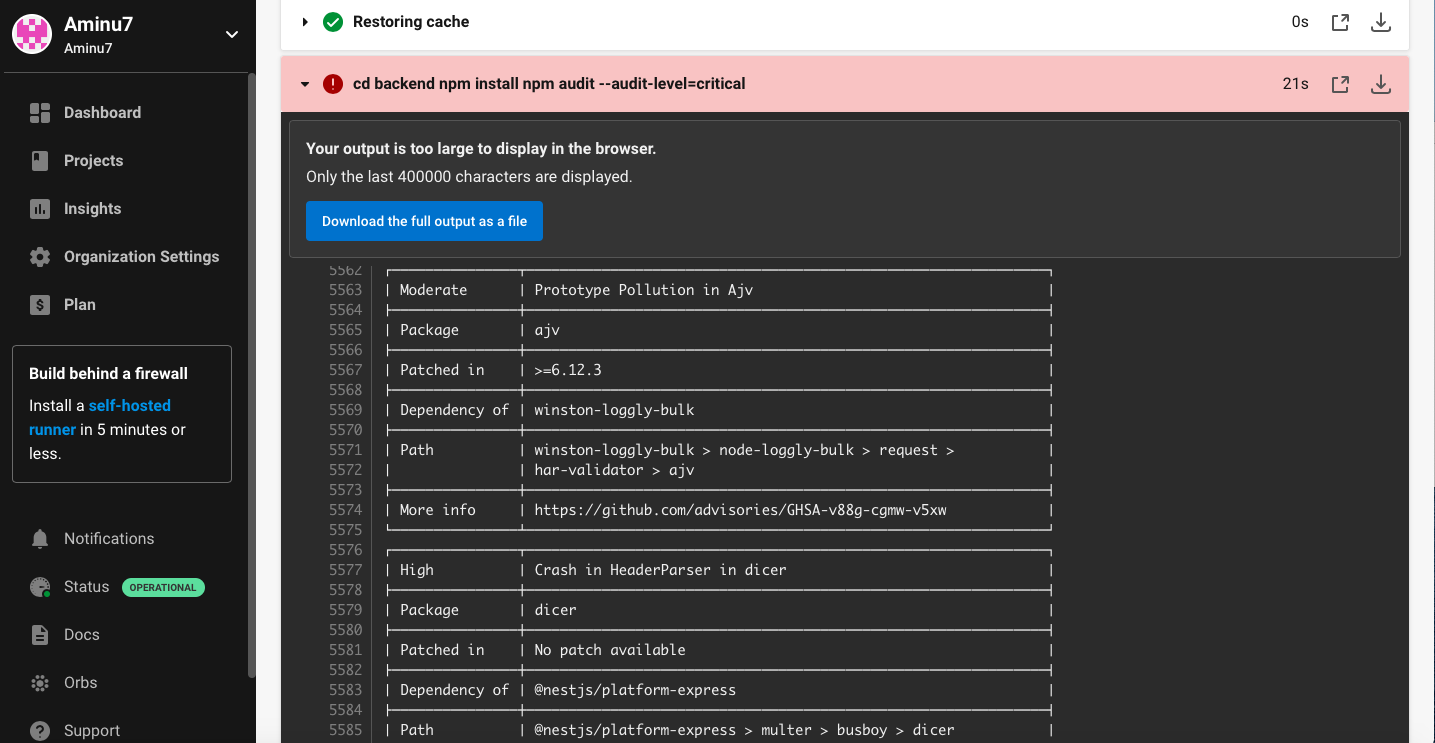 Aminu7
Aminu7
Dashboard
Projects
Insights
Organization Settings
Plan
Build behind a firewall
Install a self-hosted
runner in 5 minutes or
less.
Notifications
Status OPERATIONAL
Docs
Orbs
Support
Restoring cache 0s
cd backend npm install npm audit --audit-level=critical 21s
Your output is too large to display in the browser.
Only the last 400000 characters are displayed.
Download the full output as a file
5562
5563 | Moderate | Prototype Pollution in Ajv |
5564
5565 | Package | ajv |
5566
5567 | Patched in | >=6.12.3 |
5568
5569 | Dependency of | winston-loggly-bulk |
5570
5571 | Path | winston-loggly-bulk > node-loggly-bulk > request > |
5572 | | har-validator > ajv |
5573
5574 | More info | https://github.com/advisories/GHSA-v88g-cgmw-v5xw |
5575
5576
5577 | High | Crash in HeaderParser in dicer |
5578
5579 | Package | dicer |
5580
5581 | Patched in | No patch available |
5582
5583 | Dependency of | @nestjs/platform-express |
5584
5585 | Path | @nestjs/platform-express > multer > busboy > dicer |